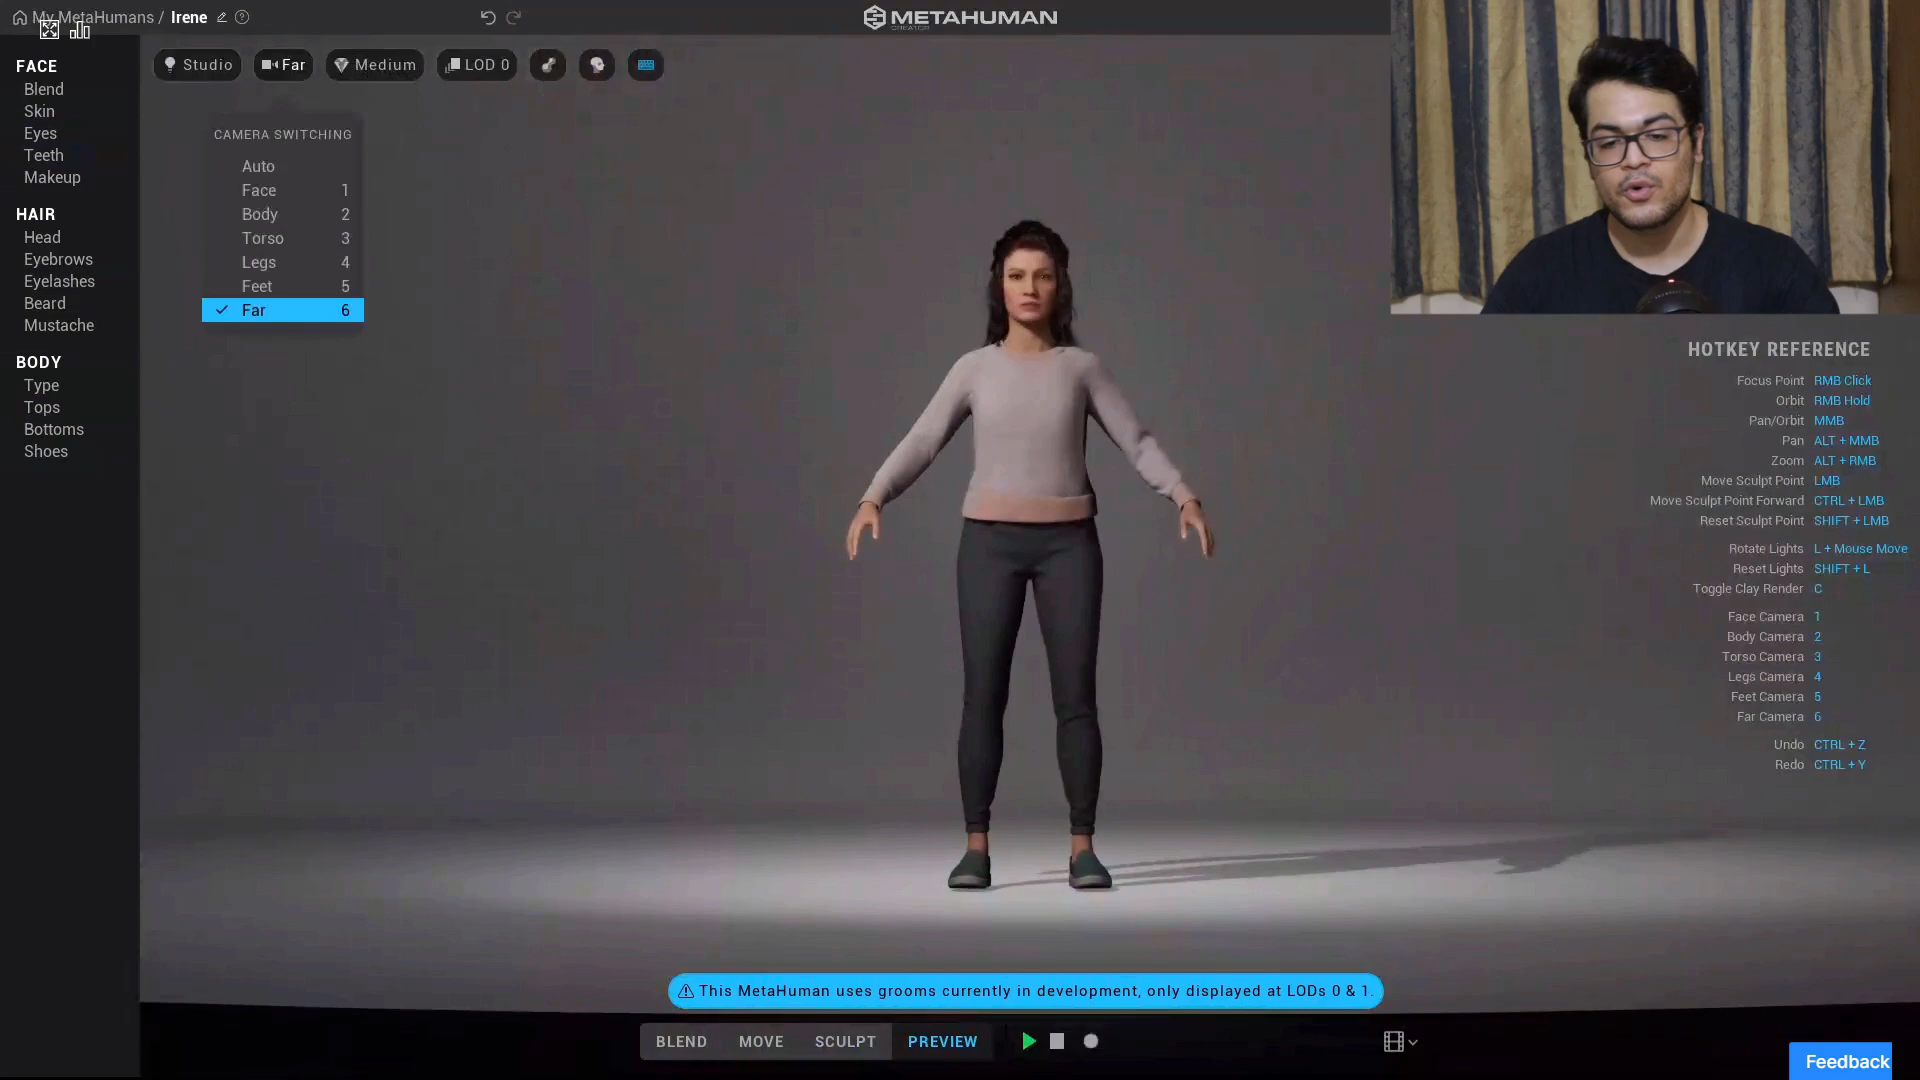 My MetaHumans / Irene
METAHUMAN
CREATOR
Studio
Far
Medium
LOD 0
FACE
Blend
Skin
Eyes
Teeth
Makeup
HAIR
Head
Eyebrows
Eyelashes
Beard
Mustache
BODY
Type
Tops
Bottoms
Shoes
CAMERA SWITCHING
Auto
Face 1
Body 2
Torso 3
Legs 4
Feet 5
Far 6
HOTKEY REFERENCE
Focus Point RMB Click
Orbit RMB Hold
Pan/Orbit MMB
Pan ALT + MMB
Zoom ALT + RMB
Move Sculpt Point LMB
Move Sculpt Point Forward CTRL + LMB
Reset Sculpt Point SHIFT + LMB
Rotate Lights L + Mouse Move
Reset Lights SHIFT + L
Toggle Clay Render C
Face Camera 1
Body Camera 2
Torso Camera 3
Legs Camera 4
Feet Camera 5
Far Camera 6
Undo CTRL + Z
Redo CTRL + Y
This MetaHuman uses grooms currently in development, only displayed at LODs 0 & 1.
BLEND MOVE SCULPT PREVIEW
Feedback